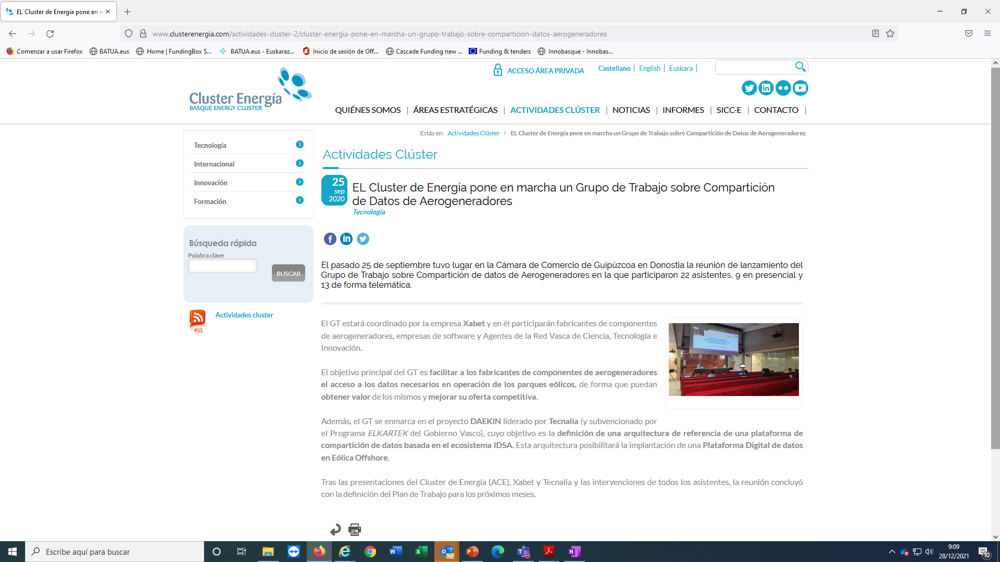 EL Cluster de Energía pone en m
www.clusterenergia.com/actividades-cluster-2/cluster-energia-pone-en-marcha-un-grupo-trabajo-sobre-comparticion-datos-aerogeneradores
Comenzar a usar Firefox
BATUA.eus
Home | FundingBox S...
BATUA.eus - Euskaraz...
Inicio de sesión de Off...
Cascade Funding new ...
Funding & tenders
Innobasque - Innobas...
ACCESO ÁREA PRIVADA
Castellano | English | Euskara |
Cluster Energía
BASQUE ENERGY CLUSTER
QUIÉNES SOMOS | ÁREAS ESTRATÉGICAS | ACTIVIDADES CLÚSTER | NOTICIAS | INFORMES | SICC-E | CONTACTO |
Estás en: Actividades Clúster > EL Cluster de Energía pone en marcha un Grupo de Trabajo sobre Compartición de Datos de Aerogeneradores
Tecnología
Internacional
Innovación
Formación
Búsqueda rápida
Palabra clave
BUSCAR
RSS
Actividades cluster
Actividades Clúster
25
sep
2020
EL Cluster de Energía pone en marcha un Grupo de Trabajo sobre Compartición
de Datos de Aerogeneradores
Tecnología
El pasado 25 de septiembre tuvo lugar en la Cámara de Comercio de Guipúzcoa en Donostia la reunión de lanzamiento del
Grupo de Trabajo sobre Compartición de datos de Aerogeneradores en la que participaron 22 asistentes, 9 en presencial y
13 de forma telemática.
El GT estará coordinado por la empresa Xabet y en él participarán fabricantes de componentes
de aerogeneradores, empresas de software y Agentes de la Red Vasca de Ciencia, Tecnología e
Innovación.
El objetivo principal del GT es facilitar a los fabricantes de componentes de aerogeneradores
el acceso a los datos necesarios en operación de los parques eólicos, de forma que puedan
obtener valor de los mismos y mejorar su oferta competitiva.
Además, el GT se enmarca en el proyecto DAEKIN liderado por Tecnalia (y subvencionado por
el Programa ELKARTEK del Gobierno Vasco), cuyo objetivo es la definición de una arquitectura de referencia de una plataforma de
compartición de datos basada en el ecosistema IDSA. Esta arquitectura posibilitará la implantación de una Plataforma Digital de datos
en Eólica Offshore.
Tras las presentaciones del Cluster de Energía (ACE), Xabet y Tecnalia y las intervenciones de todos los asistentes, la reunión concluyó
con la definición del Plan de Trabajo para los próximos meses.
Escribe aquí para buscar
9:09
28/12/2021
10